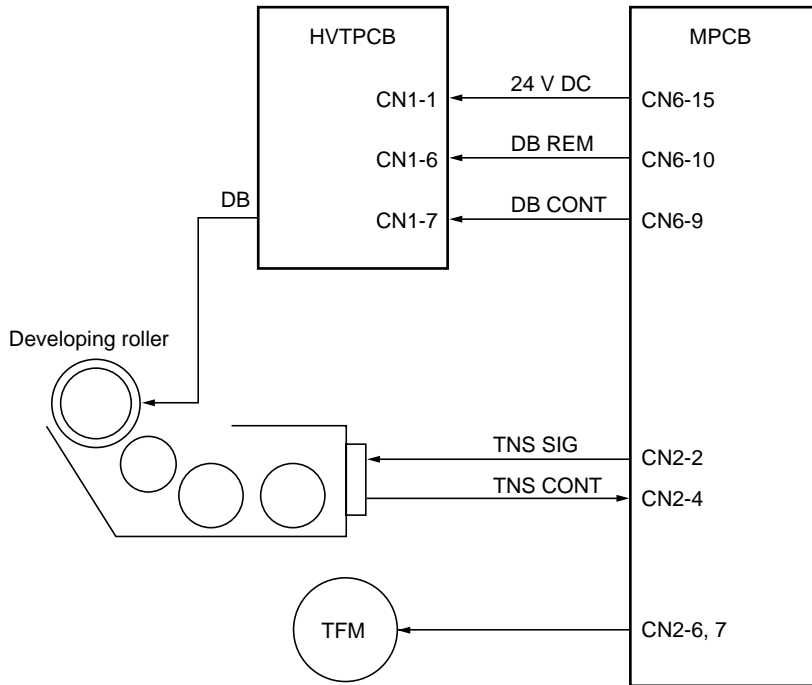 HVTPCB
MPCB
24 V DC
CN1-1
CN6-15
DB REM
CN1-6
CN6-10
DB
DB CONT
CN1-7
CN6-9
Developing roller
TNS SIG
CN2-2
TNS CONT
CN2-4
TFM
CN2-6, 7